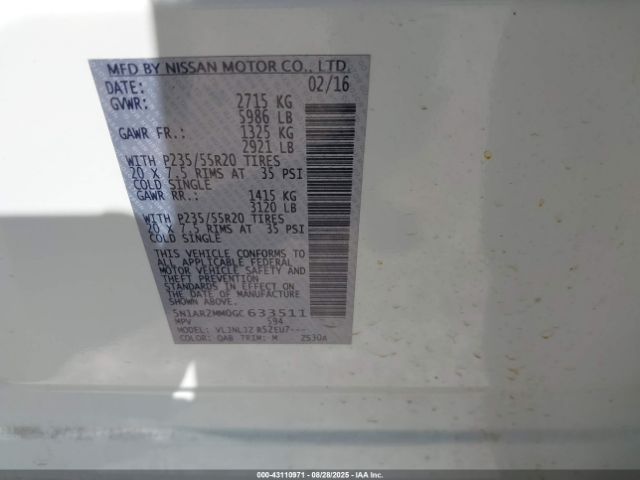 MFD BY NISSAN MOTOR CO., LTD.
DATE: 02/16
GVWR: 2715 KG
5986 LB
GAWR FR.: 1325 KG
2921 LB
WITH P235/55R20 TIRES
20 X 7.5 RIMS AT 35 PSI
COLD SINGLE
GAWR RR.: 1415 KG
3120 LB
WITH P235/55R20 TIRES
20 X 7.5 RIMS AT 35 PSI
COLD SINGLE
THIS VEHICLE CONFORMS TO
ALL APPLICABLE FEDERAL
MOTOR VEHICLE SAFETY AND
THEFT PREVENTION
STANDARDS IN EFFECT ON
THE DATE OF MANUFACTURE
SHOWN ABOVE.
5N1AR2MM0GC633511
MPV 594
MODEL:
COLOR: QAB TRIM: M 2530A
000-43110971 - 08/28/2025 - Copyright © IAA, Inc.